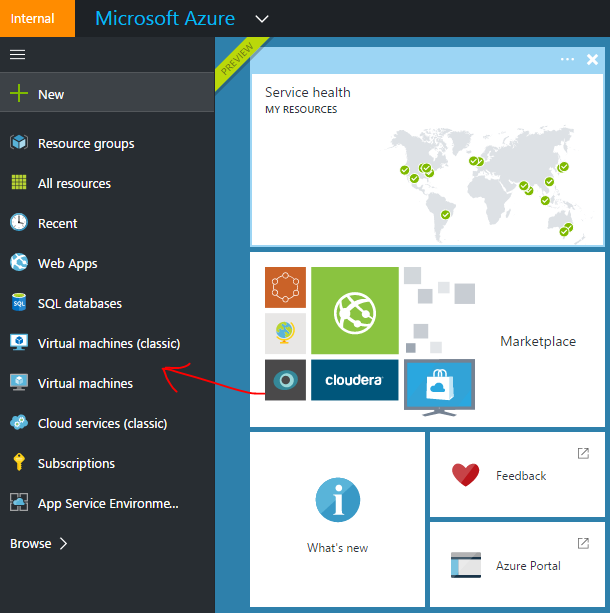 Internal
Microsoft Azure
PREVIEW
New
Resource groups
All resources
Recent
Web Apps
SQL
SQL databases
Virtual machines (classic)
Virtual machines
Cloud services (classic)
Subscriptions
App Service Environme...
Browse
Service health
MY RESOURCES
cloudera
Marketplace
What's new
Feedback
Azure Portal